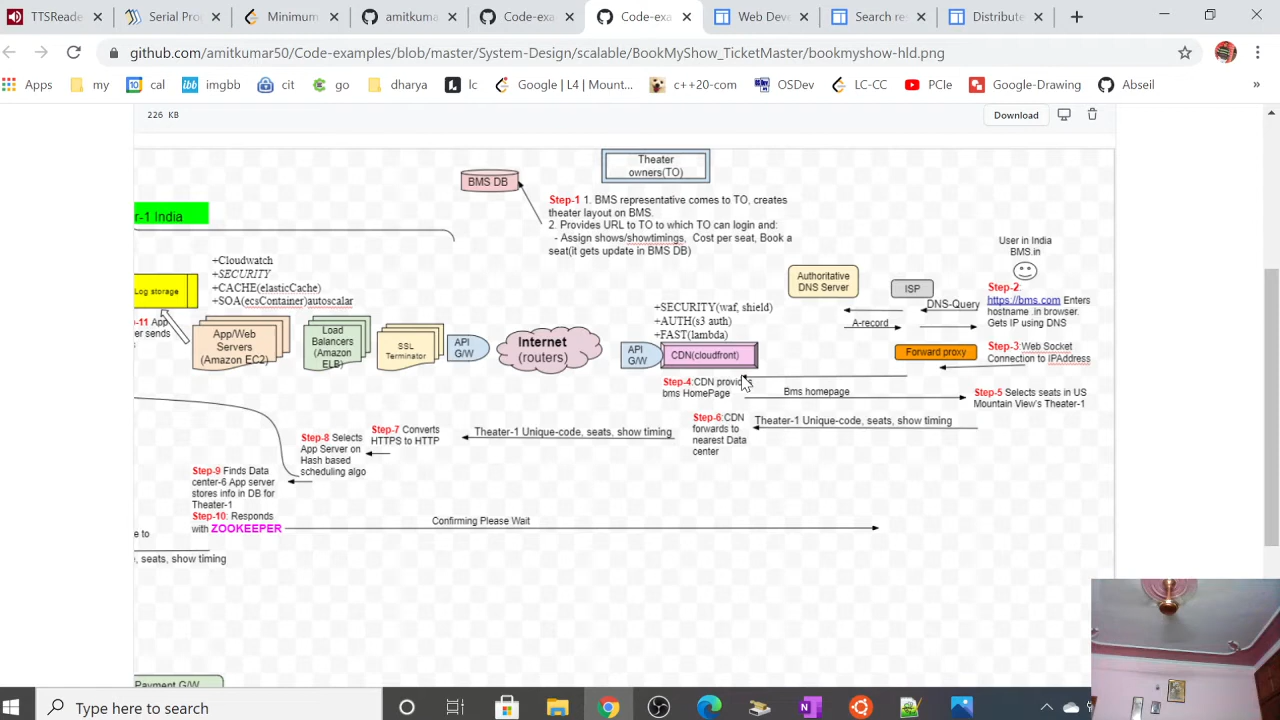 TTSReade
Serial Pro
Minimum
amitkuma
Code-exa
Code-exa
Web Deve
Search re
Distribute
github.com/amitkumar50/Code-examples/blob/master/System-Design/scalable/BookMyShow_TicketMaster/bookmyshow-hld.png
Apps
my
cal
imgbb
cit
go
dharya
lc
Google | L4 | Mount...
c++20-com
OSDev
LC-CC
PCIe
Google-Drawing
Abseil
»
226 KB
Download
Theater
owners(TO)
BMS DB
Step-1 1. BMS representative comes to TO, creates
theater layout on BMS.
2. Provides URL to TO to which TO can login and:
- Assign shows/showtimings, Cost per seat, Book a
seat(it gets update in BMS DB)
r-1 India
User in India
BMS.in
+Cloudwatch
+SECURITY
+CACHE(elasticCache)
+SOA(ecsContainer)autoscalar
Log storage
Authoritative
DNS Server
ISP
DNS-Query
A-record
Step-2:
https://bms.com Enters
hostname .in browser.
Gets IP using DNS
+SECURITY(waf, shield)
+AUTH(s3 auth)
+FAST(lambda)
-11 App
er sends
App/Web
Servers
(Amazon EC2)
Load
Balancers
(Amazon
ELB)
SSL
Terminator
API
G/W
Internet
(routers)
API
G/W
CDN(cloudfront)
Forward proxy
Step-3:Web Socket
Connection to IPAddress
Step-4:CDN provid
bms HomePage
Bms homepage
Step-5 Selects seats in US
Mountain View's Theater-1
Step-6:CDN
forwards to
nearest Data
center
Theater-1 Unique-code, seats, show timing
Theater-1 Unique-code, seats, show timing
Step-7 Converts
HTTPS to HTTP
Step-8 Selects
App Server on
Hash based
scheduling algo
Step-9 Finds Data
center-6 App server
stores info in DB for
Theater-1
Step-10: Responds
with ZOOKEEPER
Confirming Please Wait
e to
, seats, show timing
Payment G/W
Type here to search